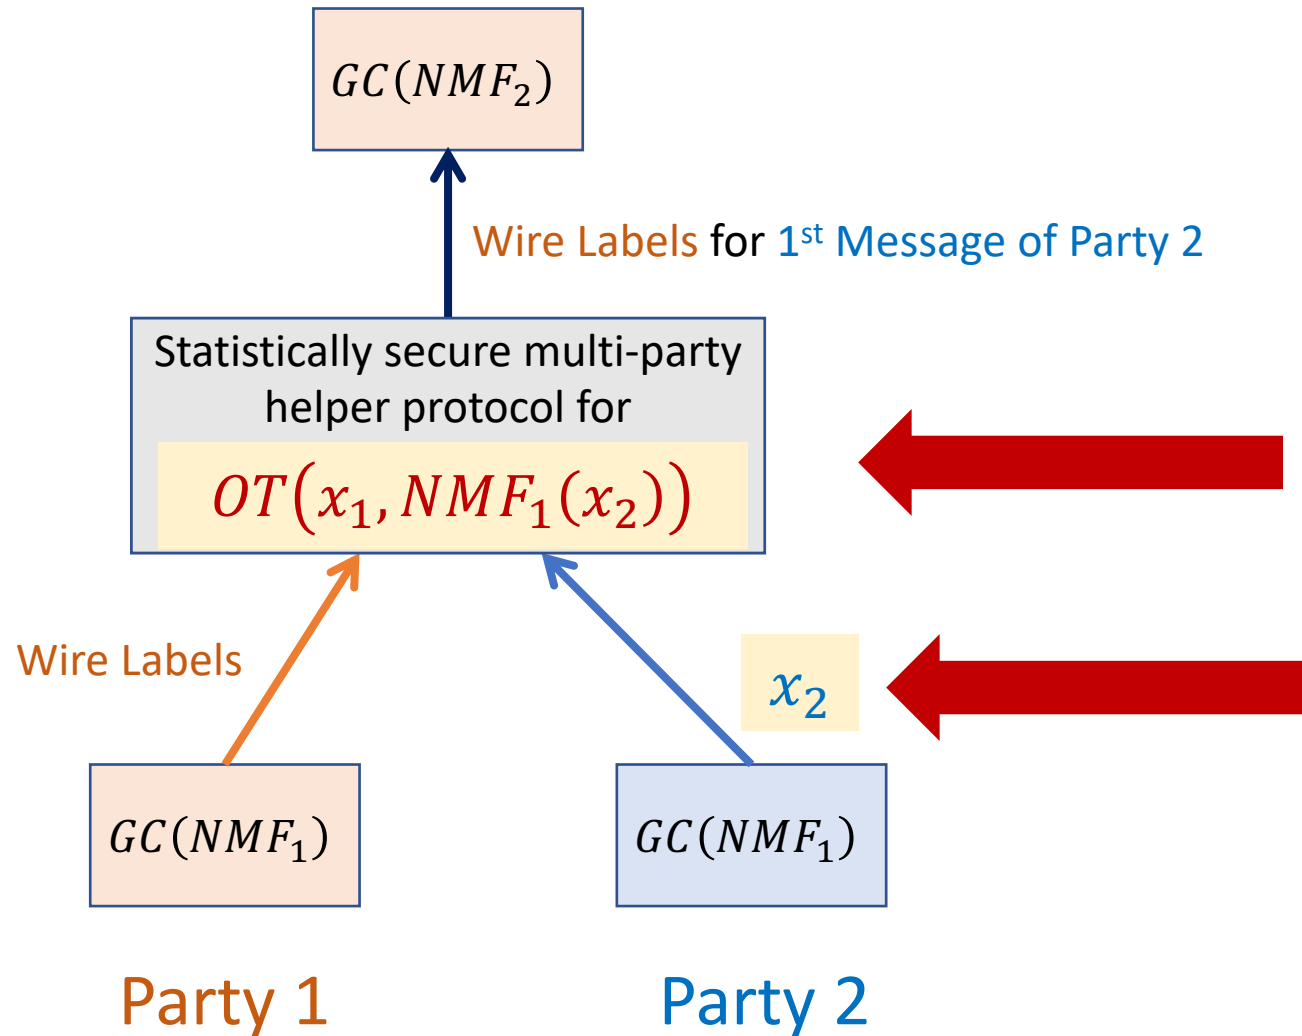 GC(NMF₂)
Wire Labels for 1ˢᵗ Message of Party 2
Statistically secure multi-party
helper protocol for
OT(x₁, NMF₁(x₂))
Wire Labels
x₂
GC(NMF₁)
GC(NMF₁)
Party 1
Party 2